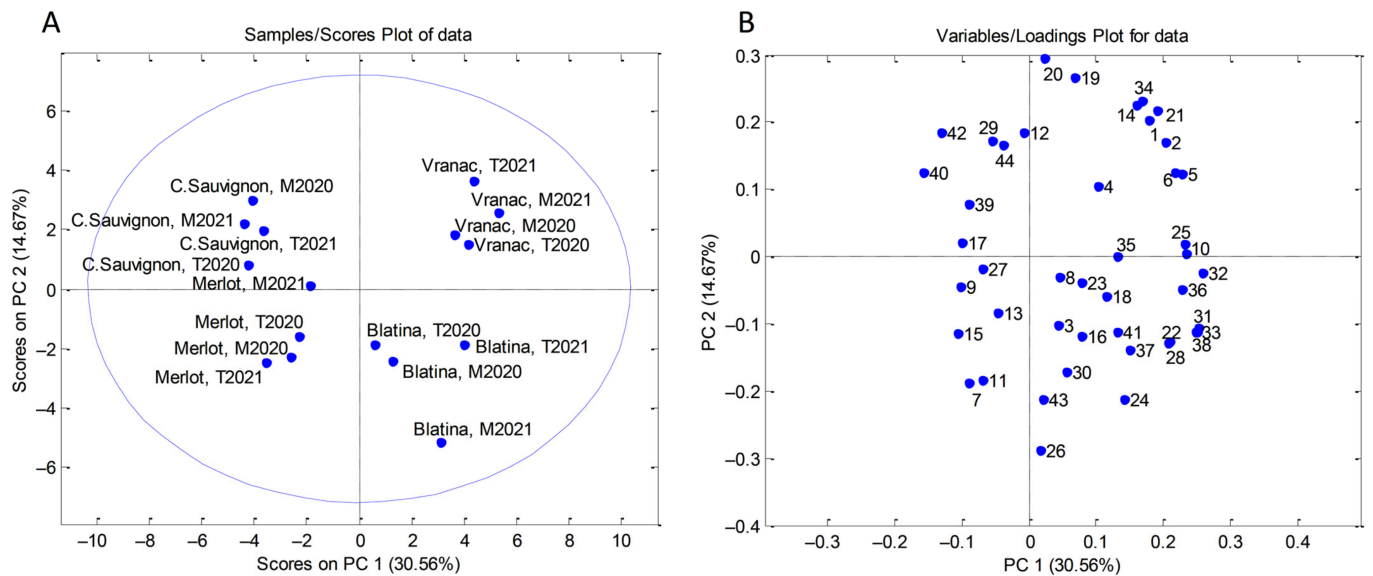 A
Samples/Scores Plot of data
Scores on PC 2 (14.67%)
6
4
2
0
–2
–4
–6
Vranac, T2021
C.Sauvignon, M2020
Vranac, M2021
C.Sauvignon, M2021
Vranac, M2020
C.Sauvignon, T2021
Vranac, T2020
C.Sauvignon, T2020
Merlot, M2021
Merlot, T2020
Blatina, T2020
Merlot, M2020
Blatina, T2021
Merlot, T2021
Blatina, M2020
Blatina, M2021
–10 –8 –6 –4 –2 0 2 4 6 8 10
Scores on PC 1 (30.56%)
B
Variables/Loadings Plot for data
PC 2 (14.67%)
0.3
0.2
0.1
0
–0.1
–0.2
–0.3
–0.4
20 19
34
14 21
42 29 12 1
2
44
40 6 5
4
39
17 35 25 10
27 8 32
9 23 36
18
13 3 31
15 16 41 22 33
37 28 38
11 30
7 43 24
26
–0.3 –0.2 –0.1 0 0.1 0.2 0.3 0.4
PC 1 (30.56%)